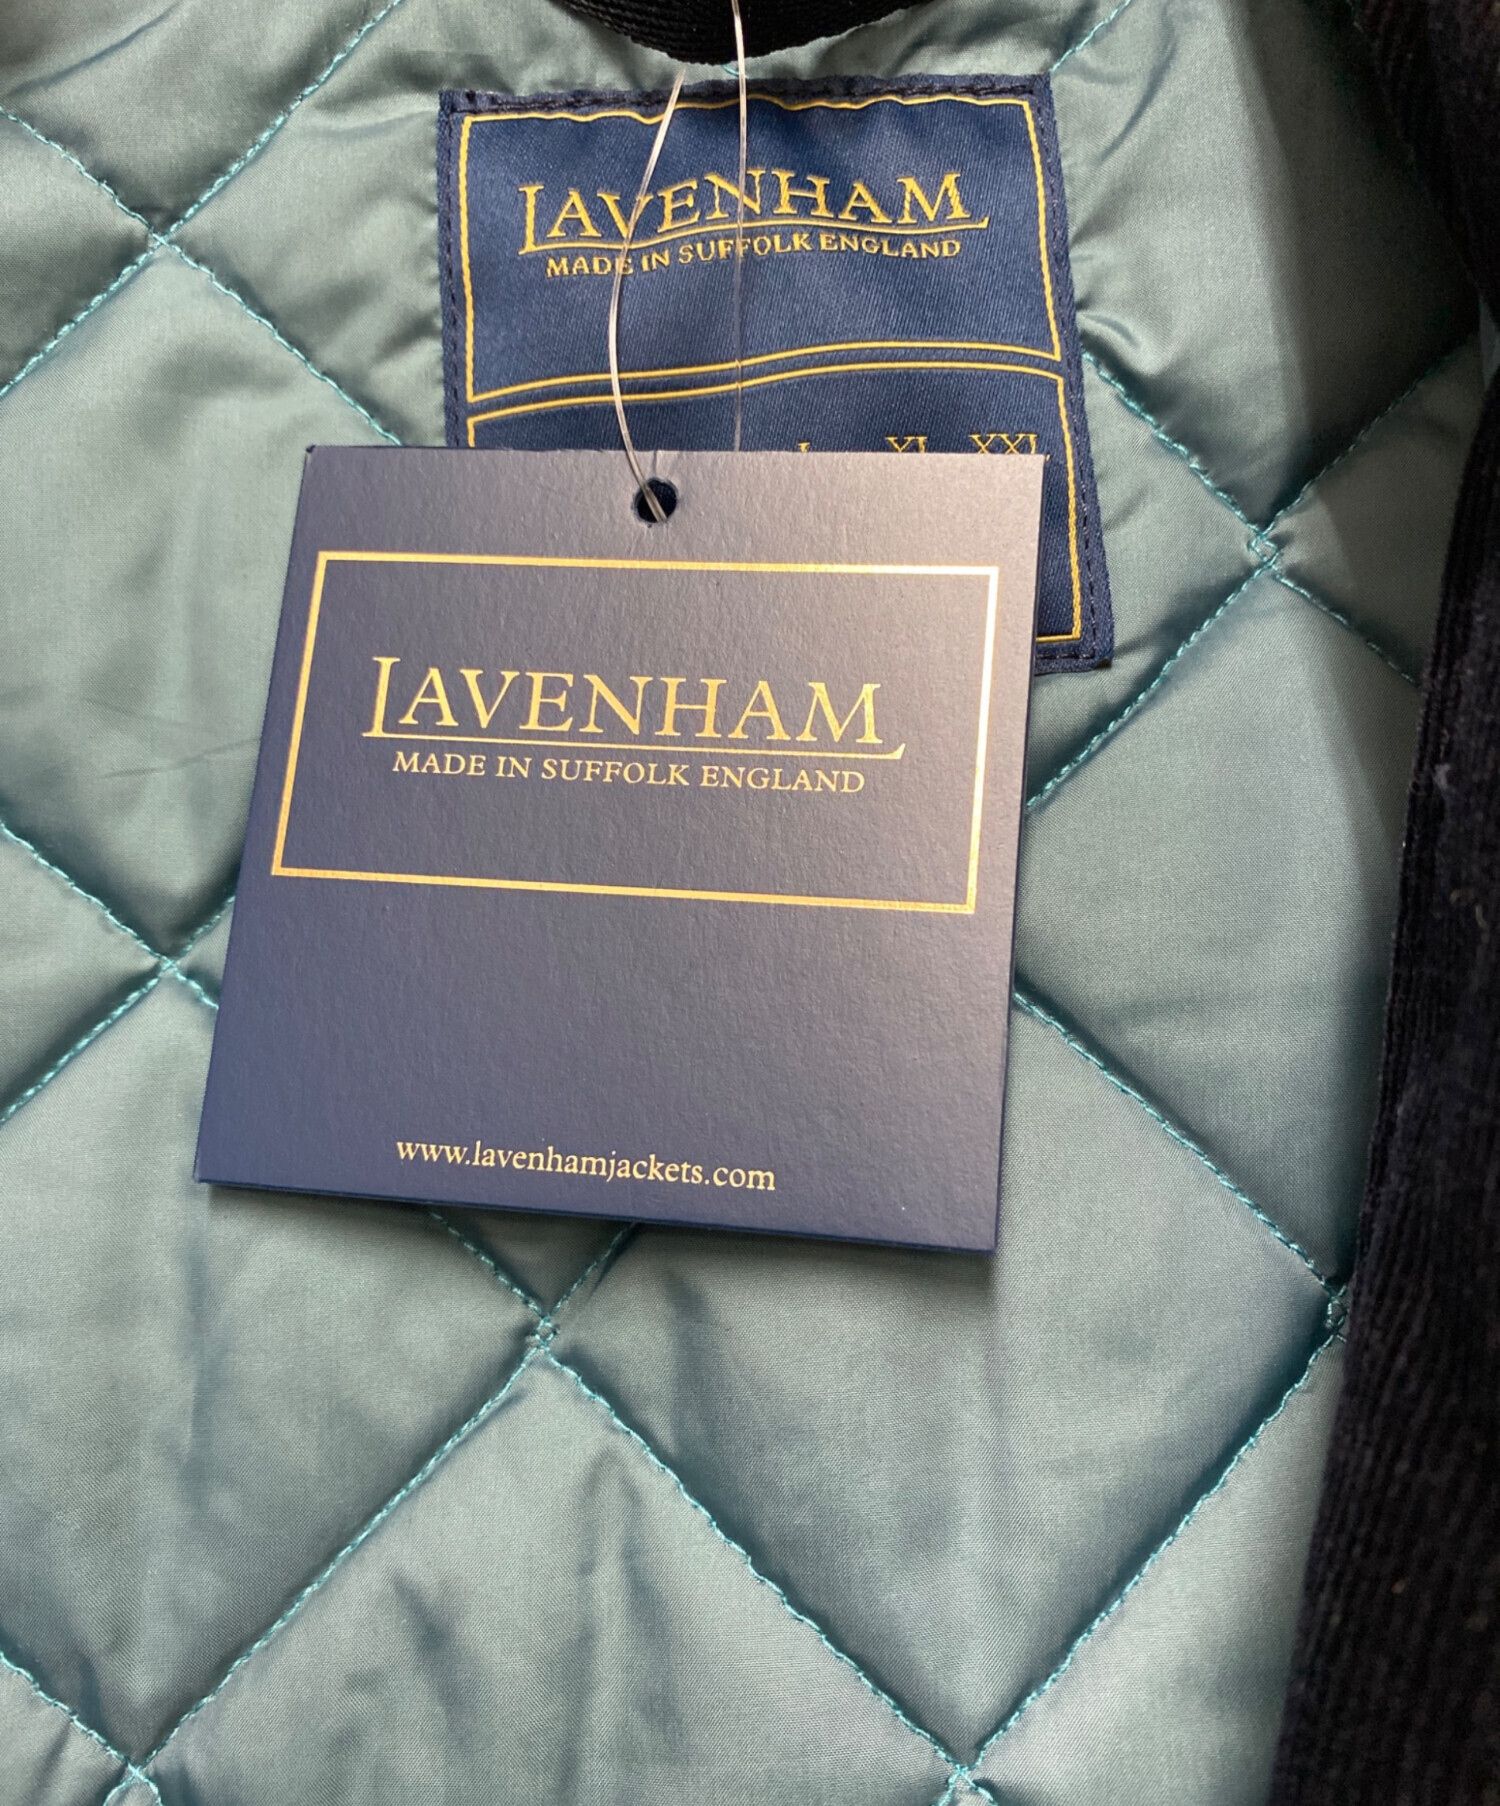 LAVENHAM
MADE IN SUFFOLK ENGLAND
L XL XXL
LAVENHAM
MADE IN SUFFOLK ENGLAND
www.lavenhamjackets.com